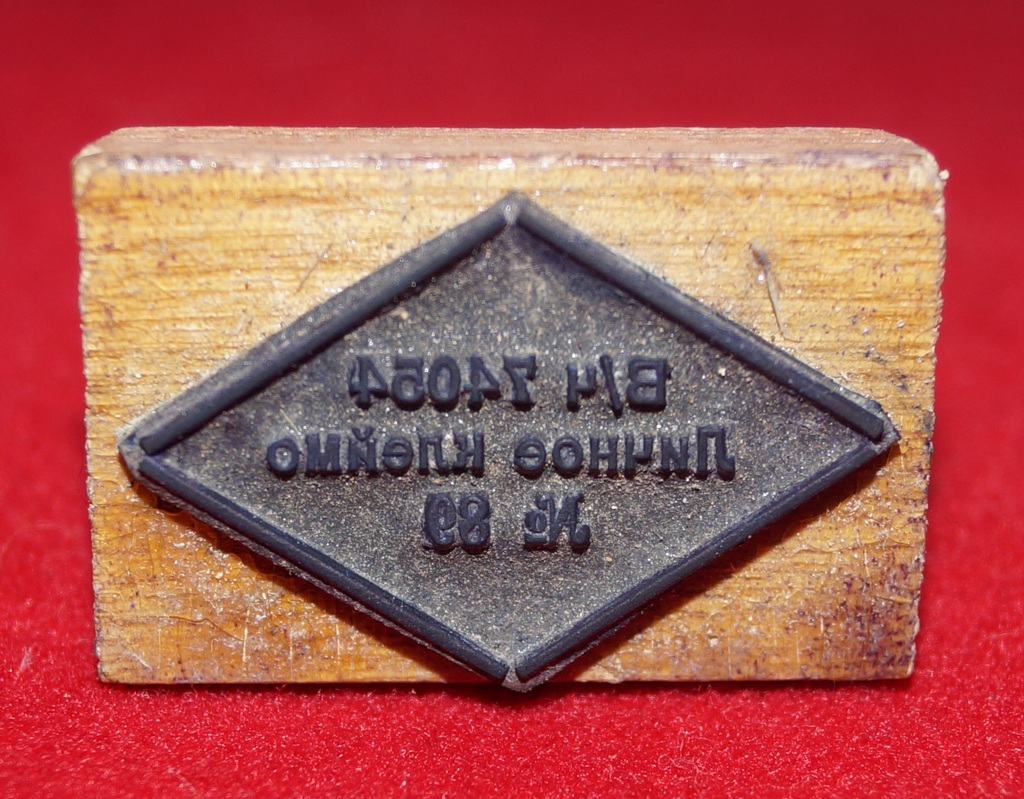 В/ч 74054
Личное клеймо
№ 89